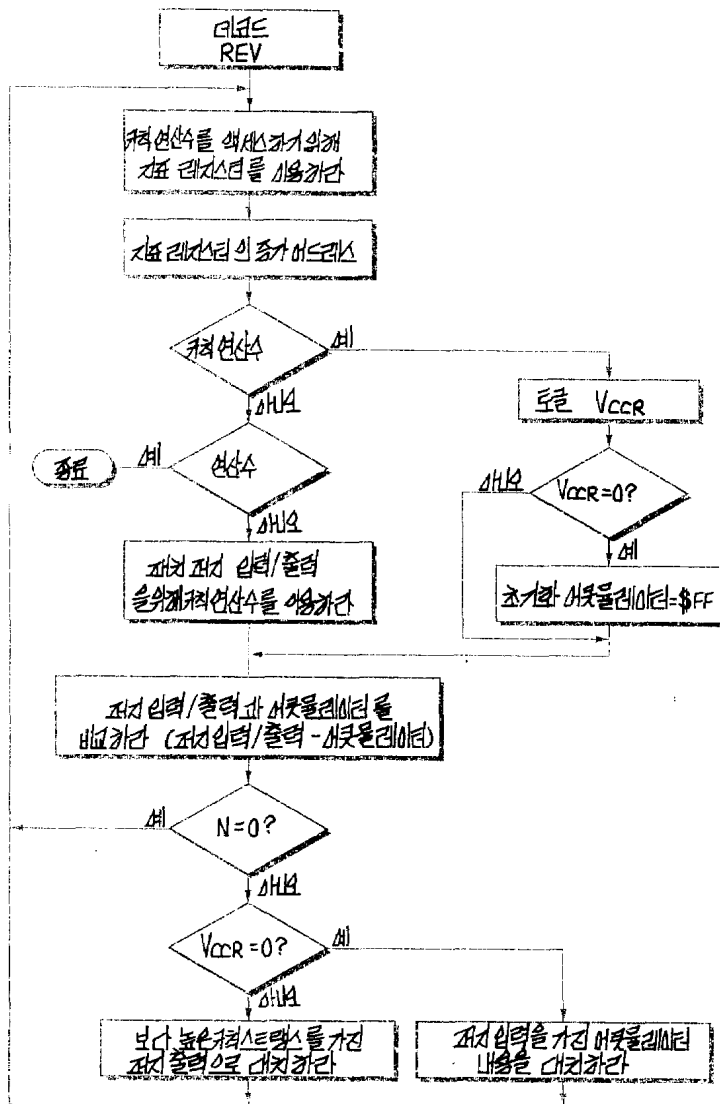 디코드
REV
규칙 연산수를 액세스하기 위해
지표 레지스터를 이용하라
지표 레지스터의 증가 어드레스
규칙 연산수
예
아니오
토글 VCCR
연산수
예
종료
아니오
VCCR=0?
아니오
예
퍼지 입력/출력
을위해규칙연산수를 이용하라
초기화 어큐뮬레이터=$FF
퍼지 입력/출력과 어큐뮬레이터를
비교하라 (퍼지입력/출력 - 어큐뮬레이터)
N=0?
예
아니오
VCCR=0?
예
아니오
보다 높은규칙스트렝스를 가진
퍼지 출력으로 대치하라
퍼지 입력을 가진 어큐뮬레이터
내용을 대치하라